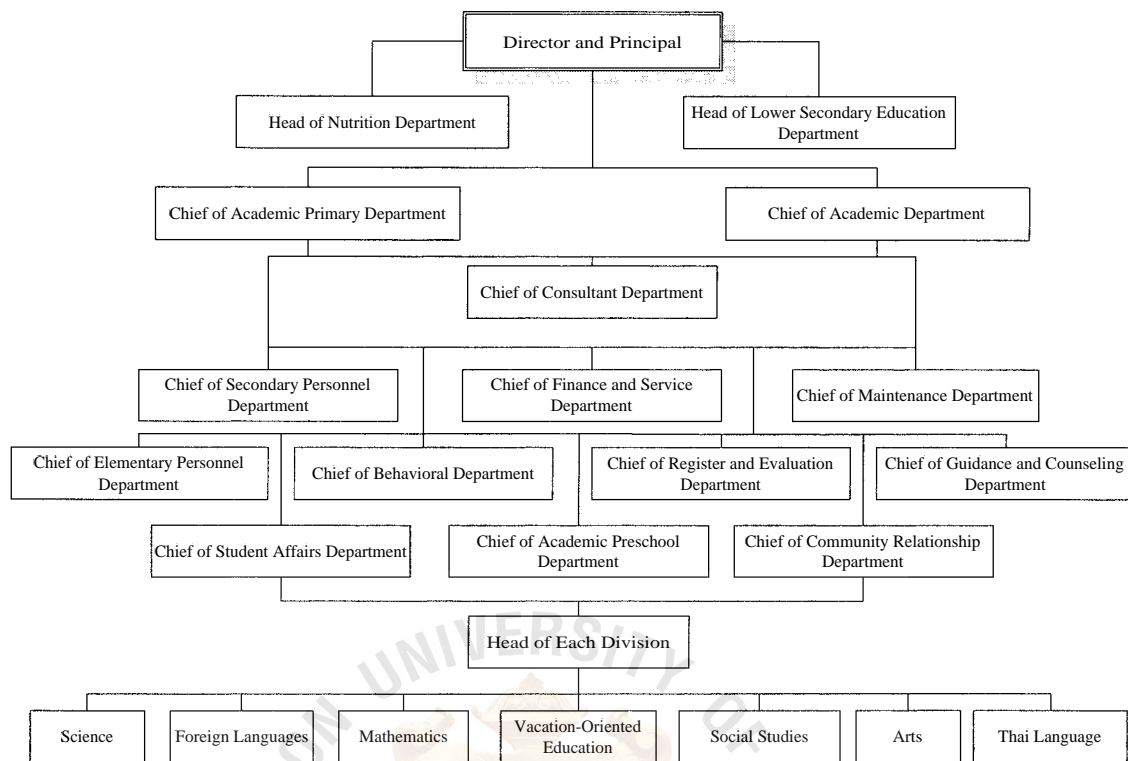 Director and Principal
Head of Nutrition Department
Head of Lower Secondary Education
Department
Chief of Academic Primary Department
Chief of Academic Department
Chief of Consultant Department
Chief of Secondary Personnel
Department
Chief of Finance and Service
Department
Chief of Maintenance Department
Chief of Elementary Personnel
Department
Chief of Behavioral Department
Chief of Register and Evaluation
Department
Chief of Guidance and Counseling
Department
Chief of Student Affairs Department
Chief of Academic Preschool
Department
Chief of Community Relationship
Department
Head of Each Division
Science
Foreign Languages
Mathematics
Vacation-Oriented
Education
Social Studies
Arts
Thai Language
ON UNIVERSITY OF